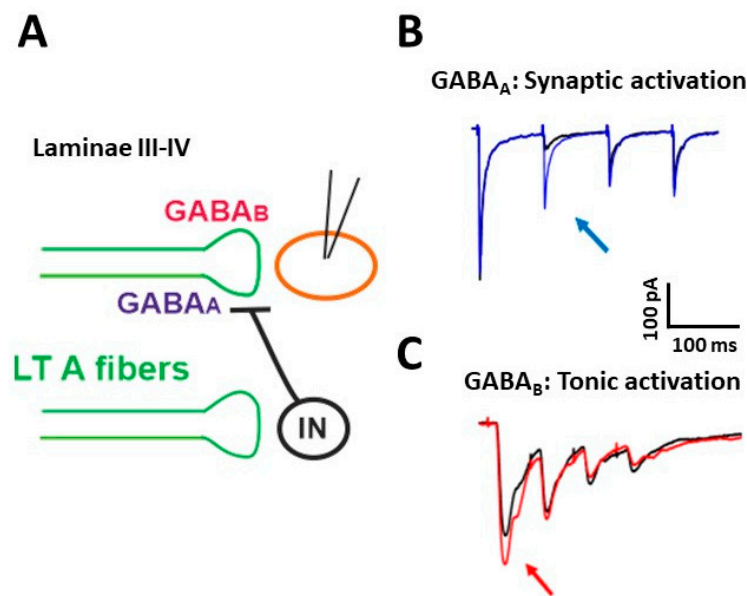 A
Laminae III-IV
GABAB
GABAA
LT A fibers
IN
B
GABAA: Synaptic activation
100 pA
100 ms
C
GABAB: Tonic activation